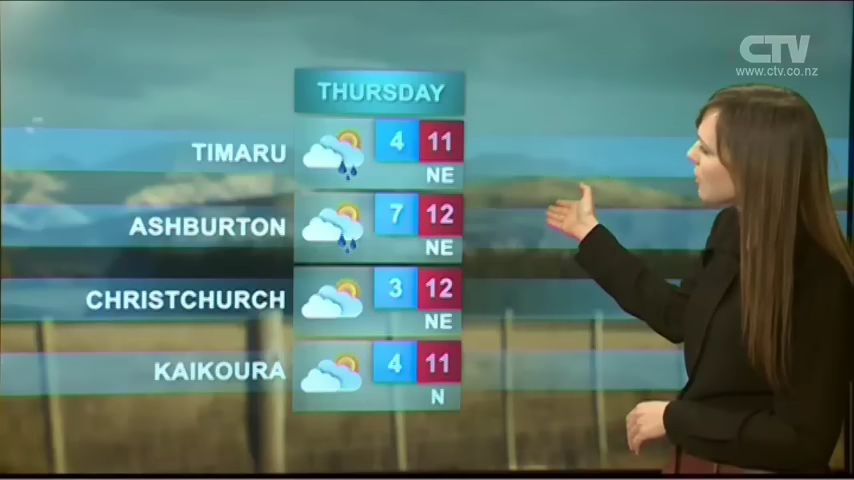 CTV
www.ctv.co.nz
THURSDAY
TIMARU 4 11
NE
ASHBURTON 7 12
NE
CHRISTCHURCH 3 12
NE
KAIKOURA 4 11
N